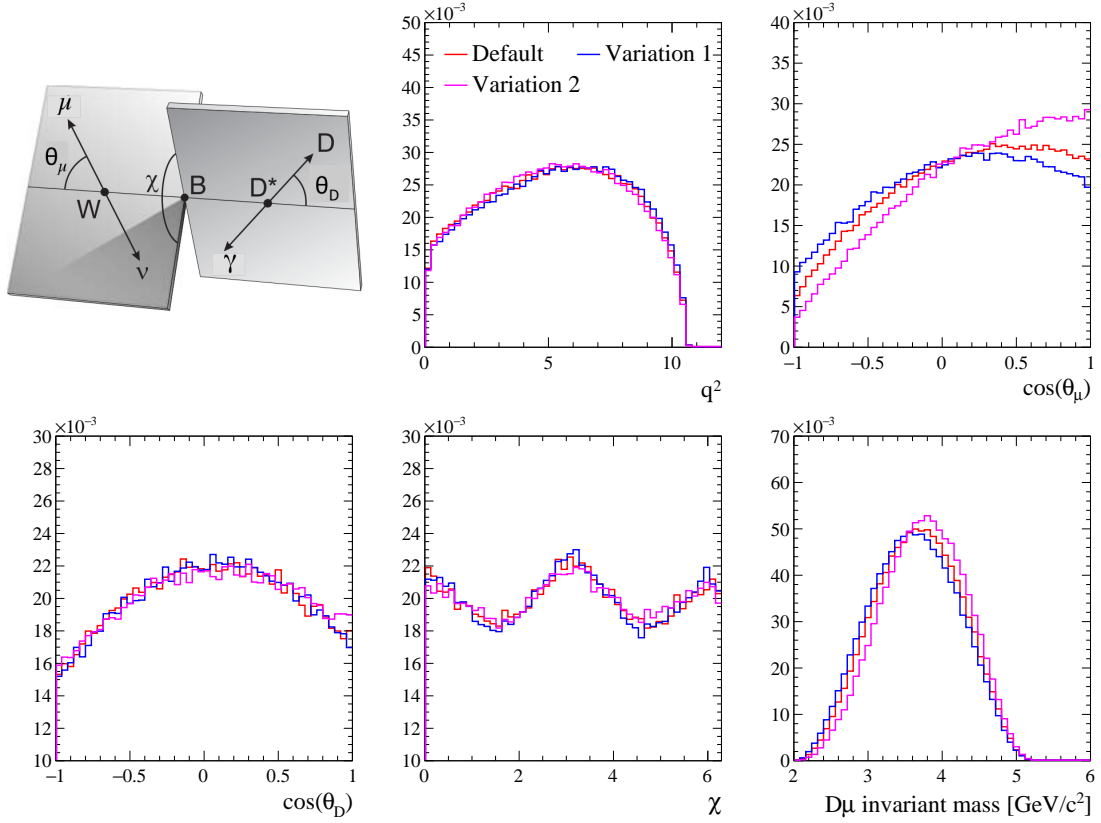 μ
θμ
W
ν
χ
B
D*
γ
D
θD
×10⁻³
50
45
40
35
30
25
20
15
10
5
0
0 5 10
q²
Default
Variation 1
Variation 2
×10⁻³
40
35
30
25
20
15
10
5
0
−1 −0.5 0 0.5 1
cos(θμ)
×10⁻³
30
28
26
24
22
20
18
16
14
12
10
−1 −0.5 0 0.5 1
cos(θD)
×10⁻³
30
28
26
24
22
20
18
16
14
12
10
0 2 4 6
χ
×10⁻³
70
60
50
40
30
20
10
0
2 3 4 5 6
Dμ invariant mass [GeV/c²]